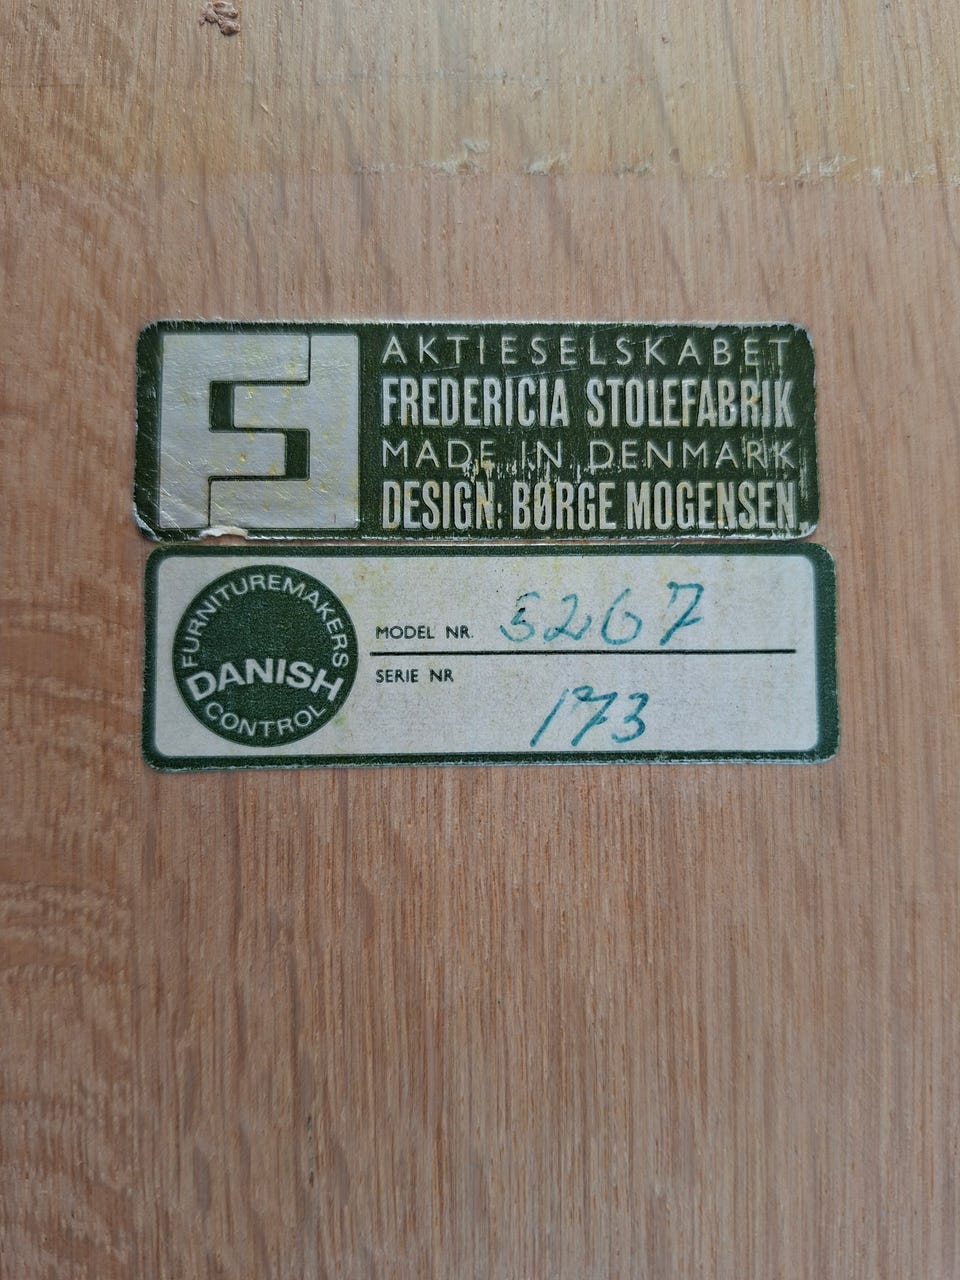 AKTIESELSKABET
FREDERICIA STOLEFABRIK
MADE IN DENMARK
DESIGN: BØRGE MOGENSEN
FURNITUREMAKERS
DANISH
CONTROL
MODEL NR. 5267
SERIE NR
173